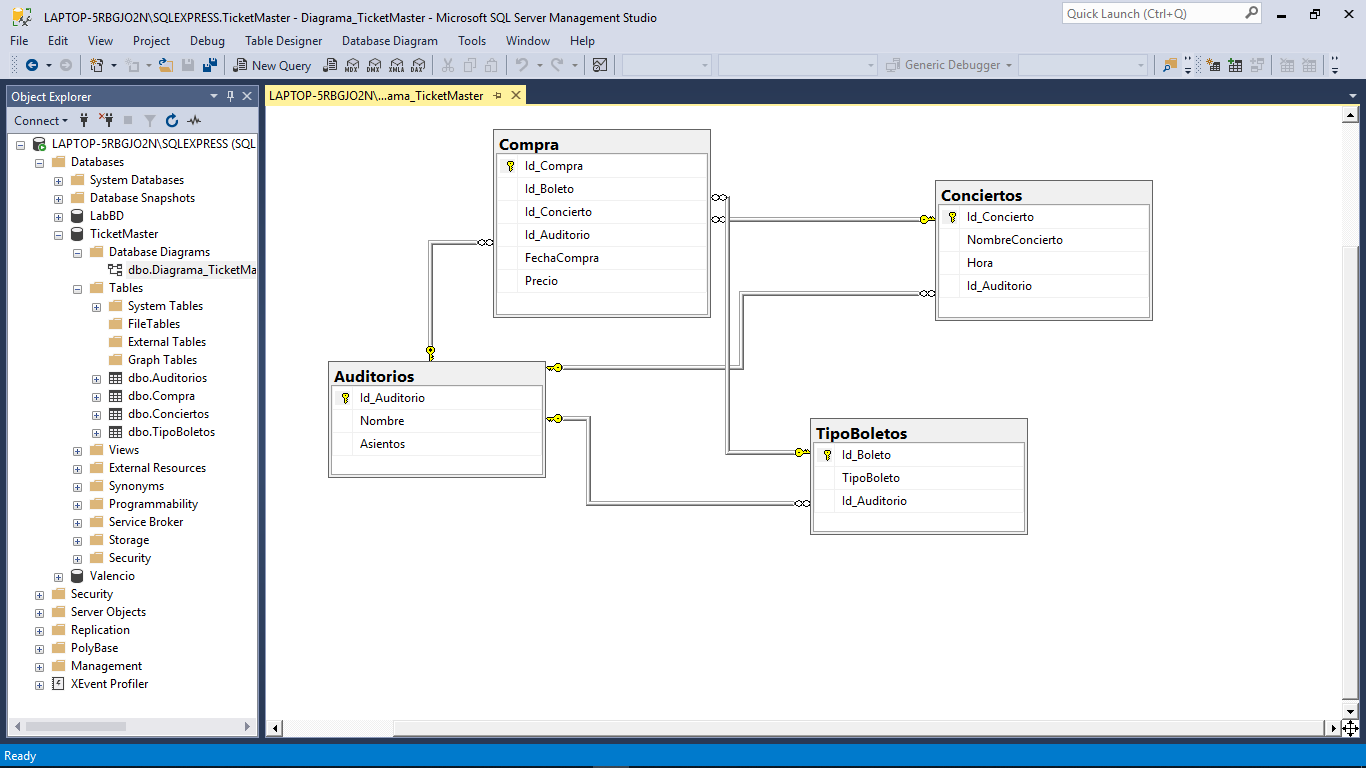 LAPTOP-5RBGJO2N\SQLEXPRESS.TicketMaster - Diagrama_TicketMaster - Microsoft SQL Server Management Studio
Quick Launch (Ctrl+Q)
File Edit View Project Debug Table Designer Database Diagram Tools Window Help
New Query MDX DMX XMLA DAX Generic Debugger
Object Explorer
Connect
LAPTOP-5RBGJO2N\SQLEXPRESS (SQL
Databases
System Databases
Database Snapshots
LabBD
TicketMaster
Database Diagrams
dbo.Diagrama_TicketMa
Tables
System Tables
FileTables
External Tables
Graph Tables
dbo.Auditorios
dbo.Compra
dbo.Conciertos
dbo.TipoBoletos
Views
External Resources
Synonyms
Programmability
Service Broker
Storage
Security
Valencio
Security
Server Objects
Replication
PolyBase
Management
XEvent Profiler
LAPTOP-5RBGJO2N\...ama_TicketMaster
Compra
Id_Compra
Id_Boleto
Id_Concierto
Id_Auditorio
FechaCompra
Precio
Conciertos
Id_Concierto
NombreConcierto
Hora
Id_Auditorio
Auditorios
Id_Auditorio
Nombre
Asientos
TipoBoletos
Id_Boleto
TipoBoleto
Id_Auditorio
Ready